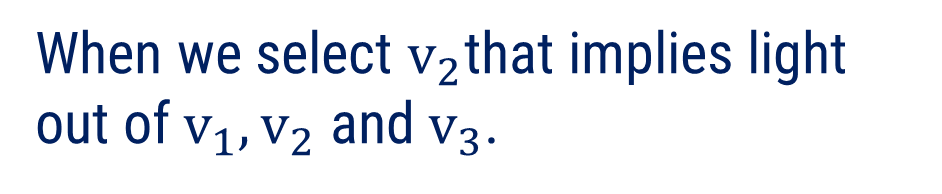 When we select v₂ that implies light
out of v₁, v₂ and v₃.